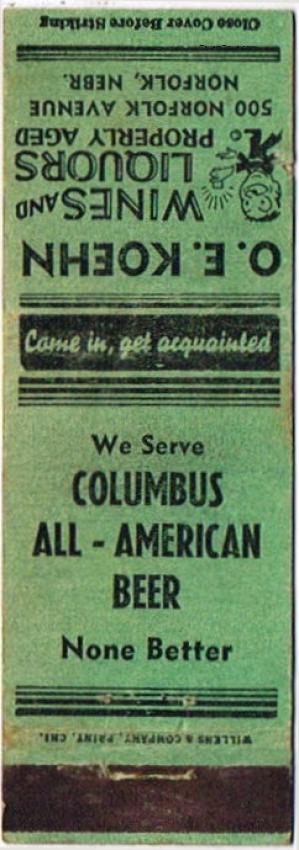 Close Cover Before Striking
O. E. KOEHN
WINES AND
LIQUORS
PROPERLY AGED
500 NORFOLK AVENUE
NORFOLK, NEBR.
Come in, get acquainted
We Serve
COLUMBUS
ALL - AMERICAN
BEER
None Better
WILLENS & COMPANY, PRINT, CHI.